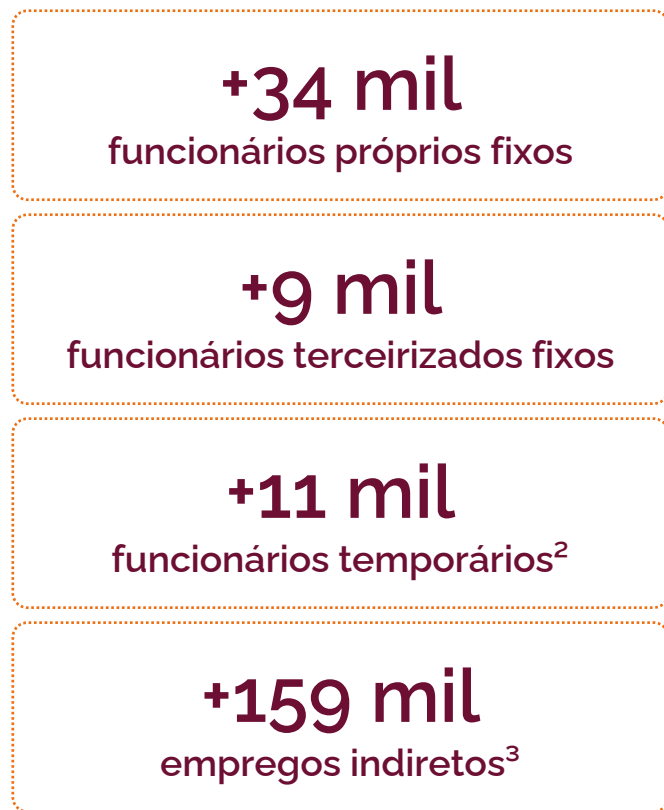 +34 mil
funcionários próprios fixos
+9 mil
funcionários terceirizados fixos
+11 mil
funcionários temporários²
+159 mil
empregos indiretos³